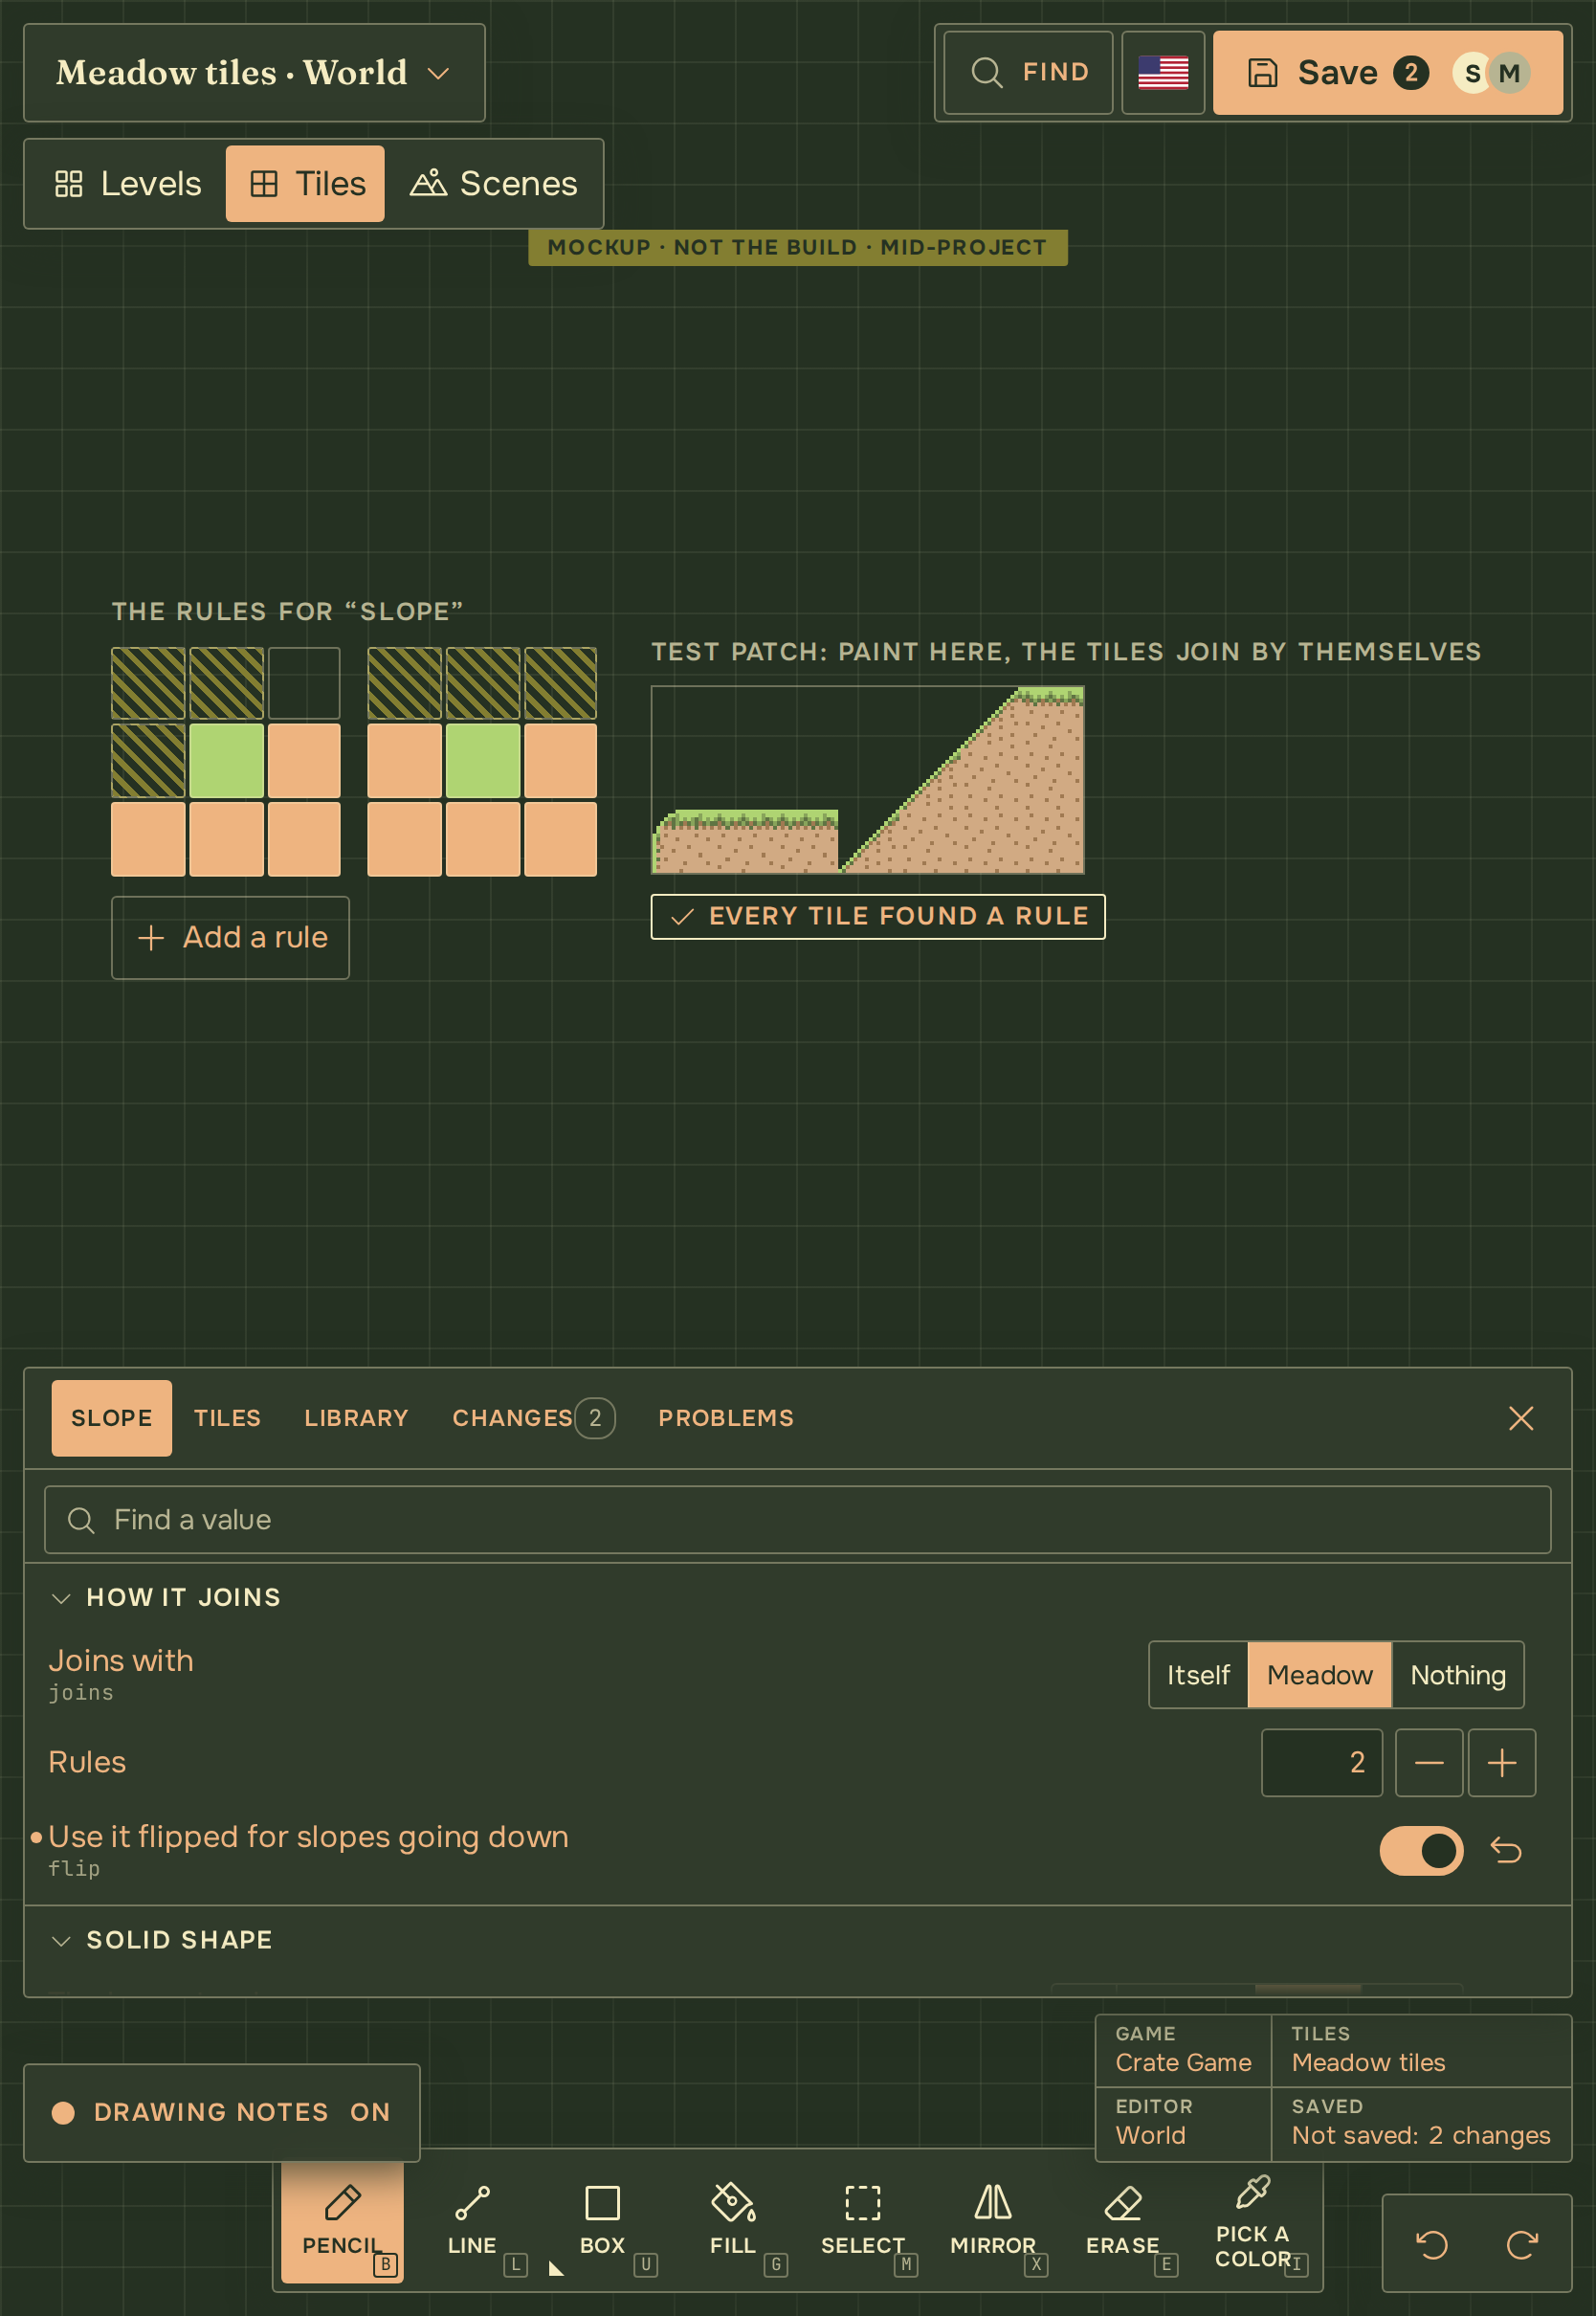 Meadow tiles · World
FIND
Save 2 S M
Levels
Tiles
Scenes
MOCKUP · NOT THE BUILD · MID-PROJECT
THE RULES FOR “SLOPE”
TEST PATCH: PAINT HERE, THE TILES JOIN BY THEMSELVES
EVERY TILE FOUND A RULE
Add a rule
SLOPE
TILES
LIBRARY
CHANGES 2
PROBLEMS
Find a value
HOW IT JOINS
Joins with
joins
Itself
Meadow
Nothing
Rules
2
Use it flipped for slopes going down
flip
SOLID SHAPE
GAME
Crate Game
TILES
Meadow tiles
EDITOR
World
SAVED
Not saved: 2 changes
DRAWING NOTES ON
PENCIL B
LINE L
BOX U
FILL G
SELECT M
MIRROR X
ERASE E
PICK A
COLOR I